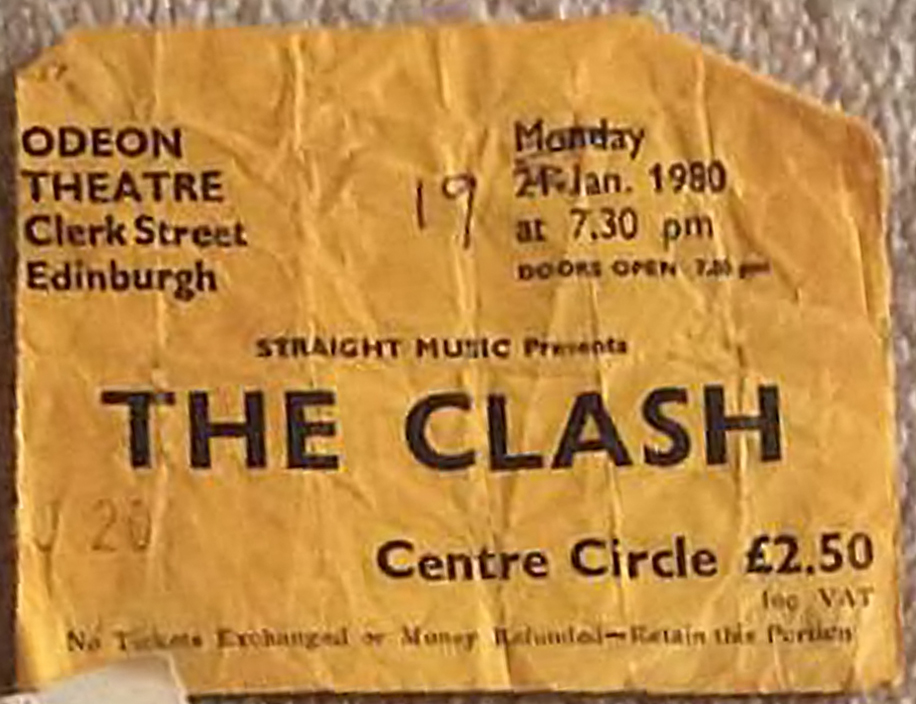 ODEON
THEATRE
Clerk Street
Edinburgh
19
Monday
21 Jan. 1980
at 7.30 pm
DOORS OPEN
STRAIGHT MUSIC Presents
THE CLASH
J 20
Centre Circle £2.50
Inc VAT
No Tickets Exchanged or Money Refunded—Retain this Portion